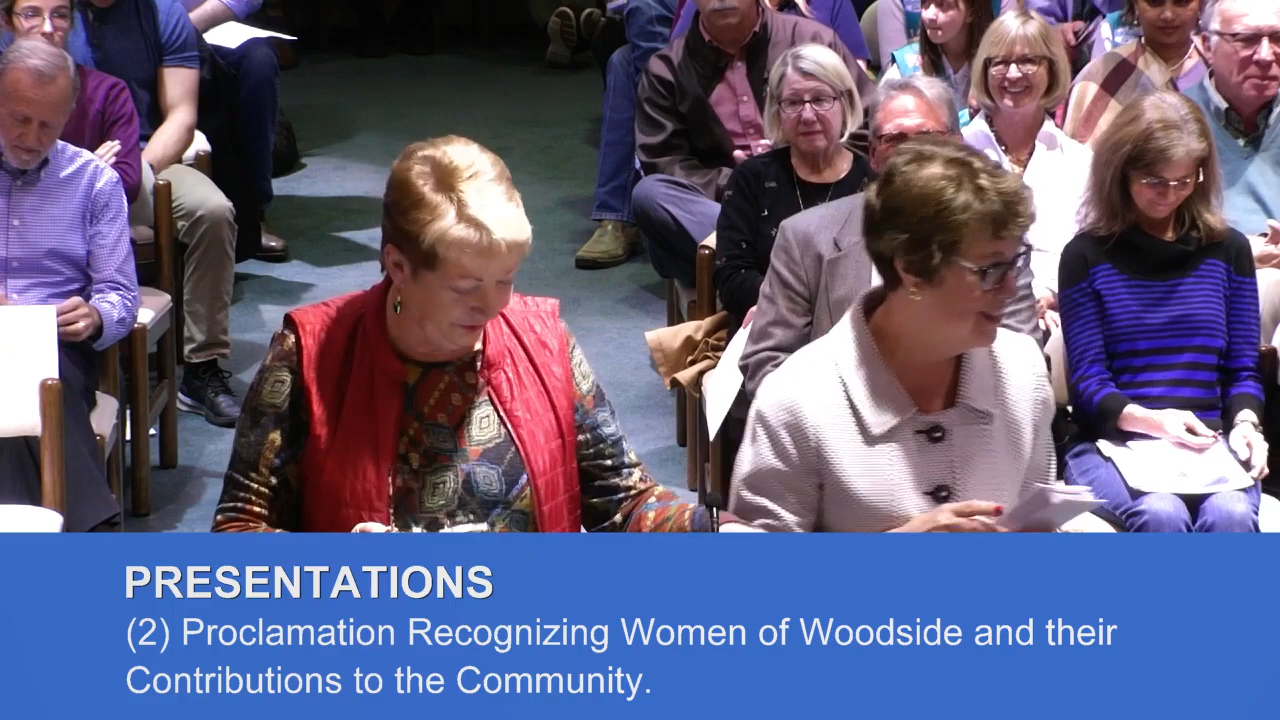 PRESENTATIONS
(2) Proclamation Recognizing Women of Woodside and their
Contributions to the Community.